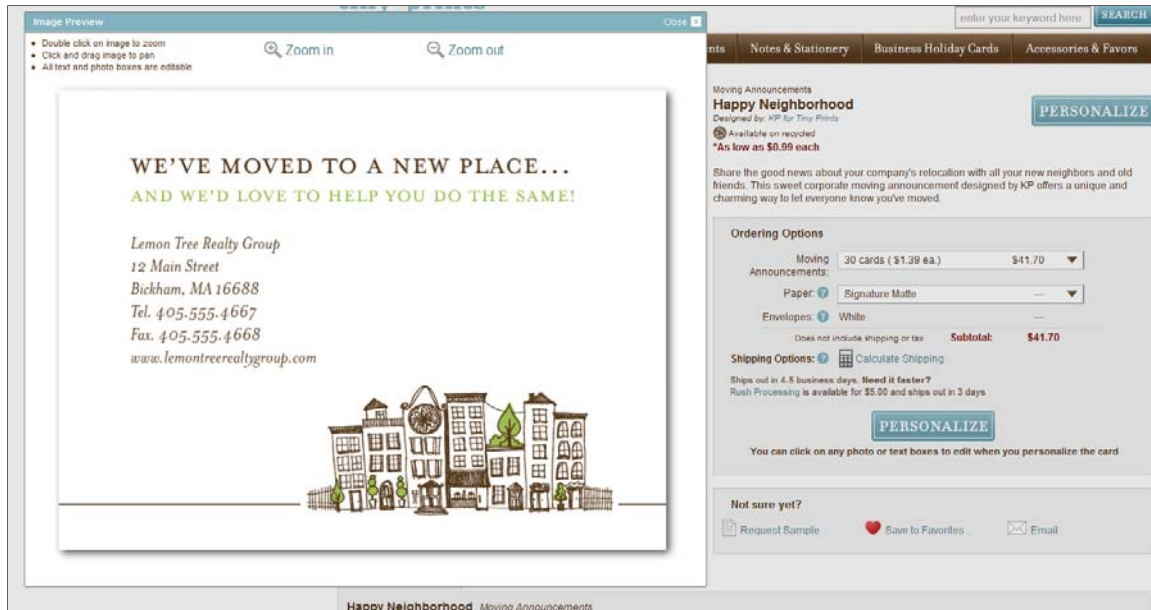 Image Preview
Close x
Double click on image to zoom
Click and drag image to pan
All text and photo boxes are editable
Zoom in
Zoom out
WE'VE MOVED TO A NEW PLACE...
AND WE'D LOVE TO HELP YOU DO THE SAME!
Lemon Tree Realty Group
12 Main Street
Bickham, MA 16688
Tel. 405.555.4667
Fax. 405.555.4668
www.lemontreerealtygroup.com
enter your keyword here
SEARCH
Notes & Stationery
Business Holiday Cards
Accessories & Favors
Moving Announcements
Happy Neighborhood
Designed by: KP for Tiny Prints
Available on recycled
*As low as $0.99 each
PERSONALIZE
Share the good news about your company's relocation with all your new neighbors and old
friends. This sweet corporate moving announcement designed by KP offers a unique and
charming way to let everyone know you've moved.
Ordering Options
Moving
Announcements:
30 cards ( $1.39 ea.) $41.70
Paper: ? Signature Matte —
Envelopes: ? White —
Does not include shipping or tax Subtotal: $41.70
Shipping Options: ? Calculate Shipping
Ships out in 4-5 business days. Need it faster?
Rush Processing is available for $5.00 and ships out in 3 days
PERSONALIZE
You can click on any photo or text boxes to edit when you personalize the card
Not sure yet?
Request Sample
Save to Favorites
Email
Happy Neighborhood Moving Announcements